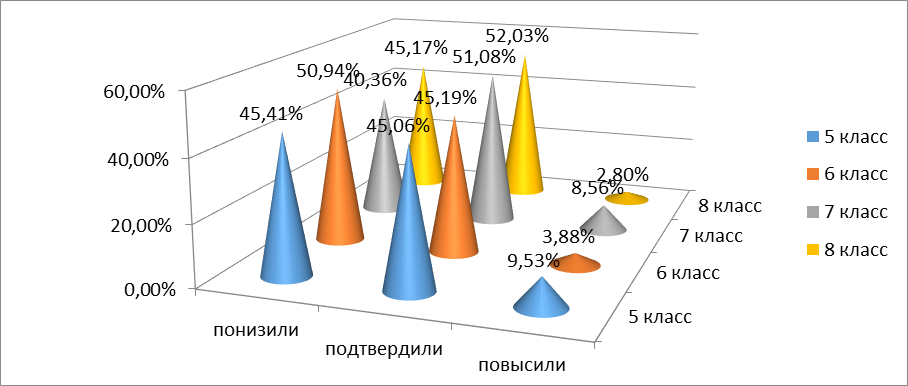 60,00%
40,00%
20,00%
0,00%
45,41%
50,94%
40,36%
45,17%
45,06%
45,19%
51,08%
52,03%
9,53%
3,88%
8,56%
2,80%
понизили
подтвердили
повысили
5 класс
6 класс
7 класс
8 класс
5 класс
6 класс
7 класс
8 класс